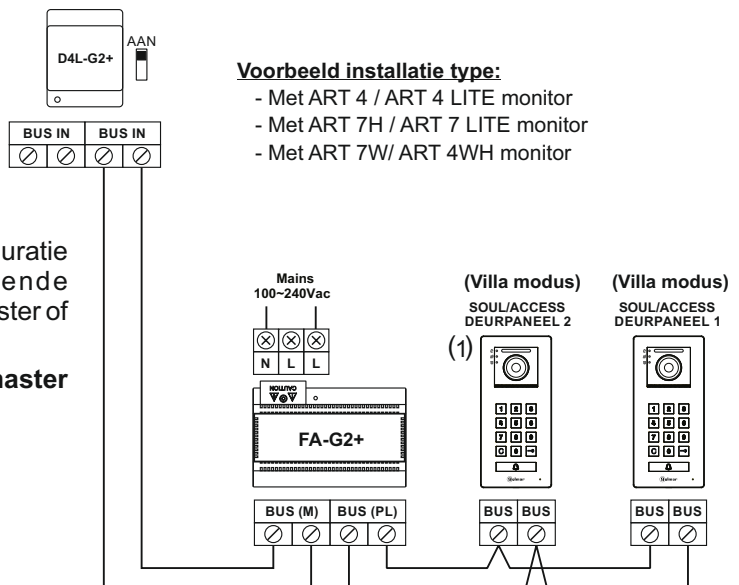 D4L-G2+
AAN
BUS IN BUS IN
Voorbeeld installatie type:
- Met ART 4 / ART 4 LITE monitor
- Met ART 7H / ART 7 LITE monitor
- Met ART 7W/ ART 4WH monitor
uratie
ende
ster of
naster
Mains
100~240Vac
N L L
CAUTION
FA-G2+
BUS (M) BUS (PL)
(Villa modus)
SOUL/ACCESS
DEURPANEEL 2
(1)
BUS BUS
(Villa modus)
SOUL/ACCESS
DEURPANEEL 1
BUS BUS